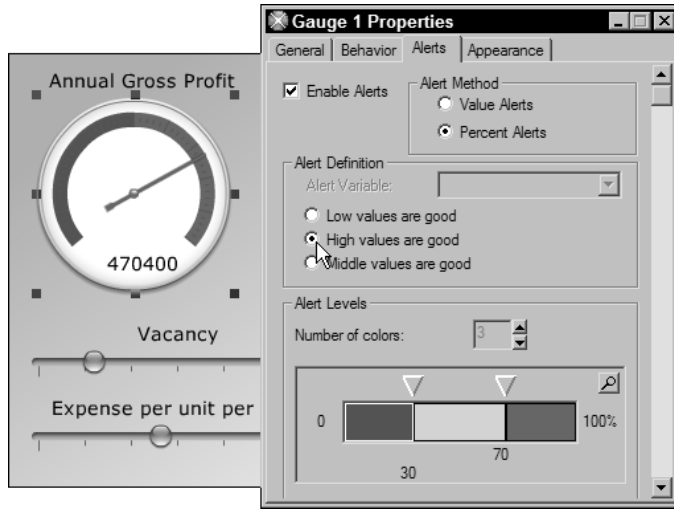 Gauge 1 Properties
General Behavior Alerts Appearance
Enable Alerts
Alert Method
Value Alerts
Percent Alerts
Alert Definition
Alert Variable:
Low values are good
High values are good
Middle values are good
Alert Levels
Number of colors: 3
0 100%
70
30
Annual Gross Profit
470400
Vacancy
Expense per unit per